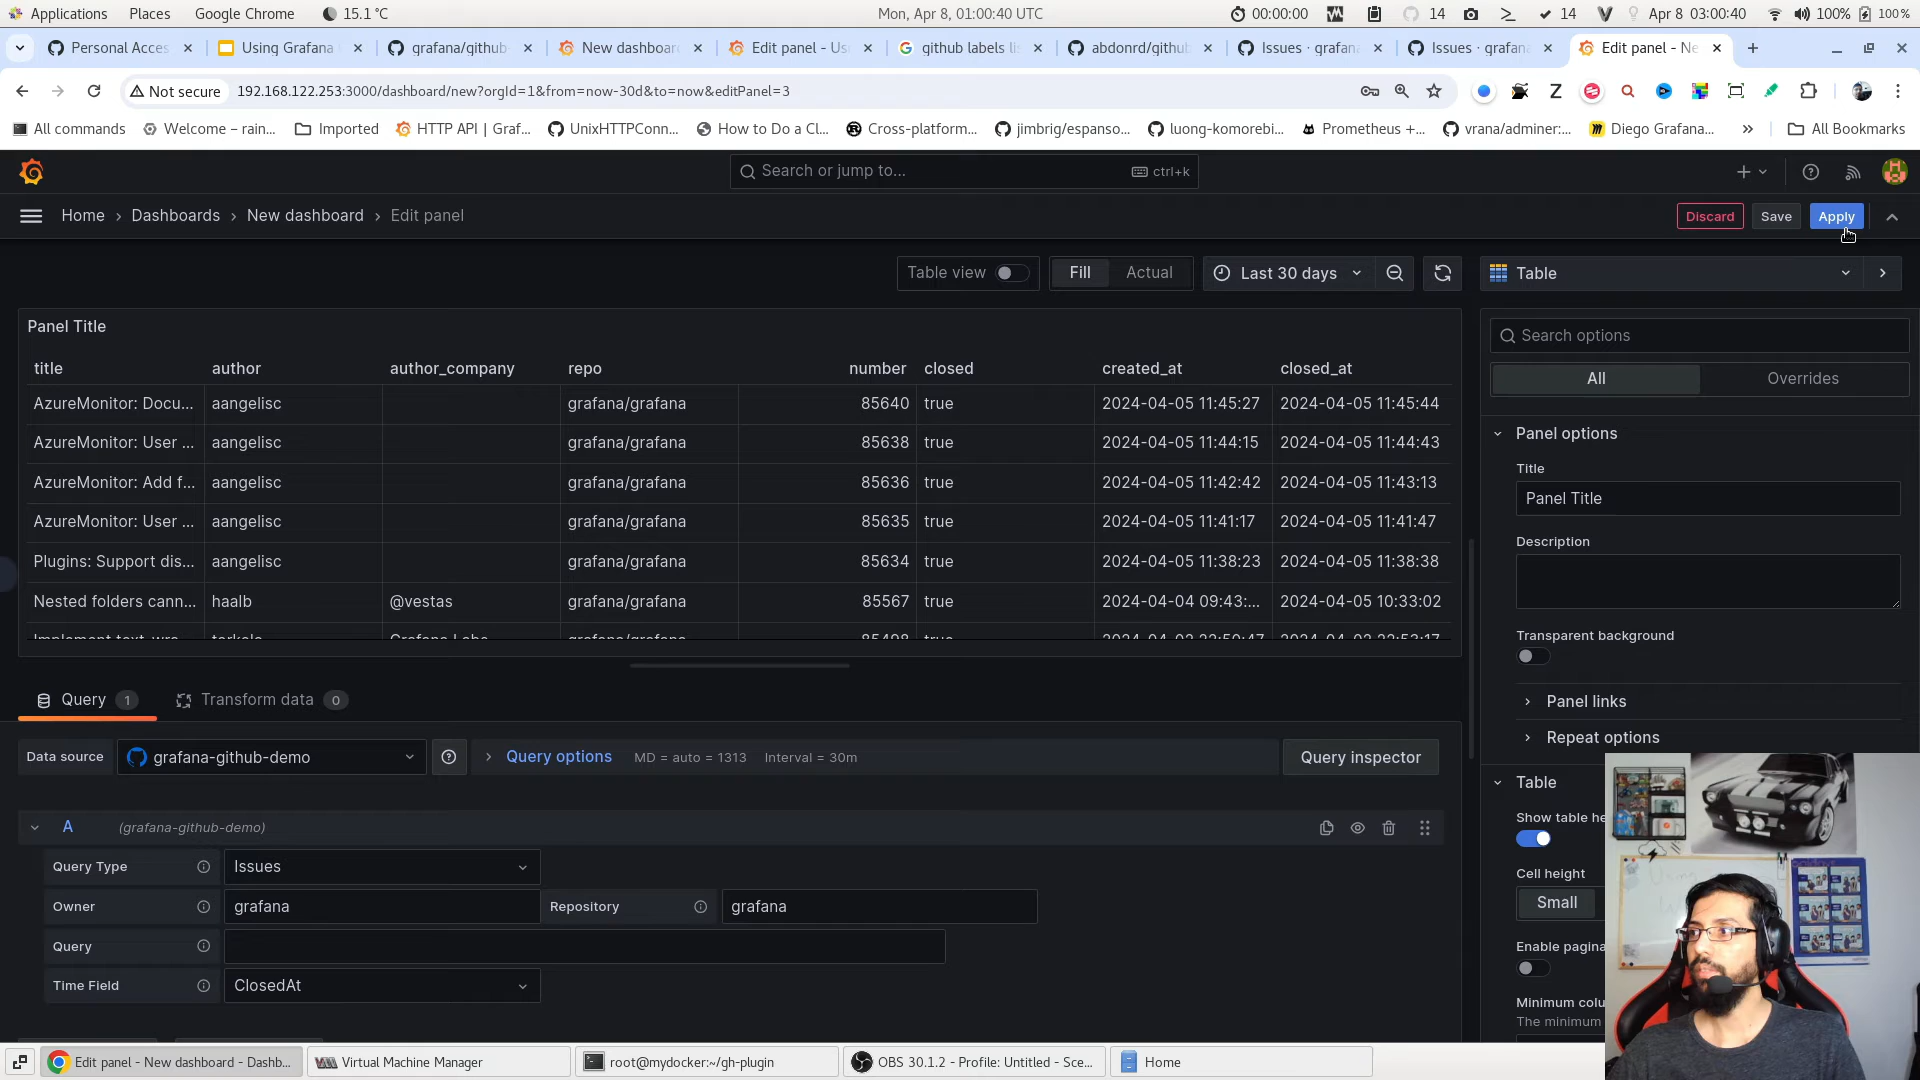 Applications Places Google Chrome 15.1 °C Mon, Apr 8, 01:00:40 UTC 00:00:00 14 14 Apr 8 03:00:40 100% 100%
Personal Acces Using Grafana grafana/github- New dashboard Edit panel - Us github labels li abdonrd/github Issues · grafana Issues · grafana Edit panel - Ne
Not secure 192.168.122.253:3000/dashboard/new?orgId=1&from=now-30d&to=now&editPanel=3
All commands Welcome – rain... Imported HTTP API | Graf... UnixHTTPConn... How to Do a Cl... Cross-platform... jimbrig/espanso... luong-komorebi... Prometheus +... vrana/adminer:... Diego Grafana... » All Bookmarks
Search or jump to... ctrl+k
Home › Dashboards › New dashboard › Edit panel Discard Save Apply
Table view Fill Actual Last 30 days Table
Panel Title
Search options
All Overrides
title author author_company repo number closed created_at closed_at
AzureMonitor: Docu... aangelisc grafana/grafana 85640 true 2024-04-05 11:45:27 2024-04-05 11:45:44
AzureMonitor: User ... aangelisc grafana/grafana 85638 true 2024-04-05 11:44:15 2024-04-05 11:44:43
AzureMonitor: Add f... aangelisc grafana/grafana 85636 true 2024-04-05 11:42:42 2024-04-05 11:43:13
AzureMonitor: User ... aangelisc grafana/grafana 85635 true 2024-04-05 11:41:17 2024-04-05 11:41:47
Plugins: Support dis... aangelisc grafana/grafana 85634 true 2024-04-05 11:38:23 2024-04-05 11:38:38
Nested folders cann... haalb @vestas grafana/grafana 85567 true 2024-04-04 09:43:... 2024-04-05 10:33:02
Panel options
Title
Panel Title
Description
Transparent background
Panel links
Repeat options
Table
Show table he
Cell height
Small
Enable pagina
Minimum colu
The minimum
Query 1 Transform data 0
Data source grafana-github-demo Query options MD = auto = 1313 Interval = 30m Query inspector
A (grafana-github-demo)
Query Type Issues
Owner grafana Repository grafana
Query
Time Field ClosedAt
Edit panel - New dashboard - Dashb... Virtual Machine Manager root@mydocker:~/gh-plugin OBS 30.1.2 - Profile: Untitled - Sce... Home